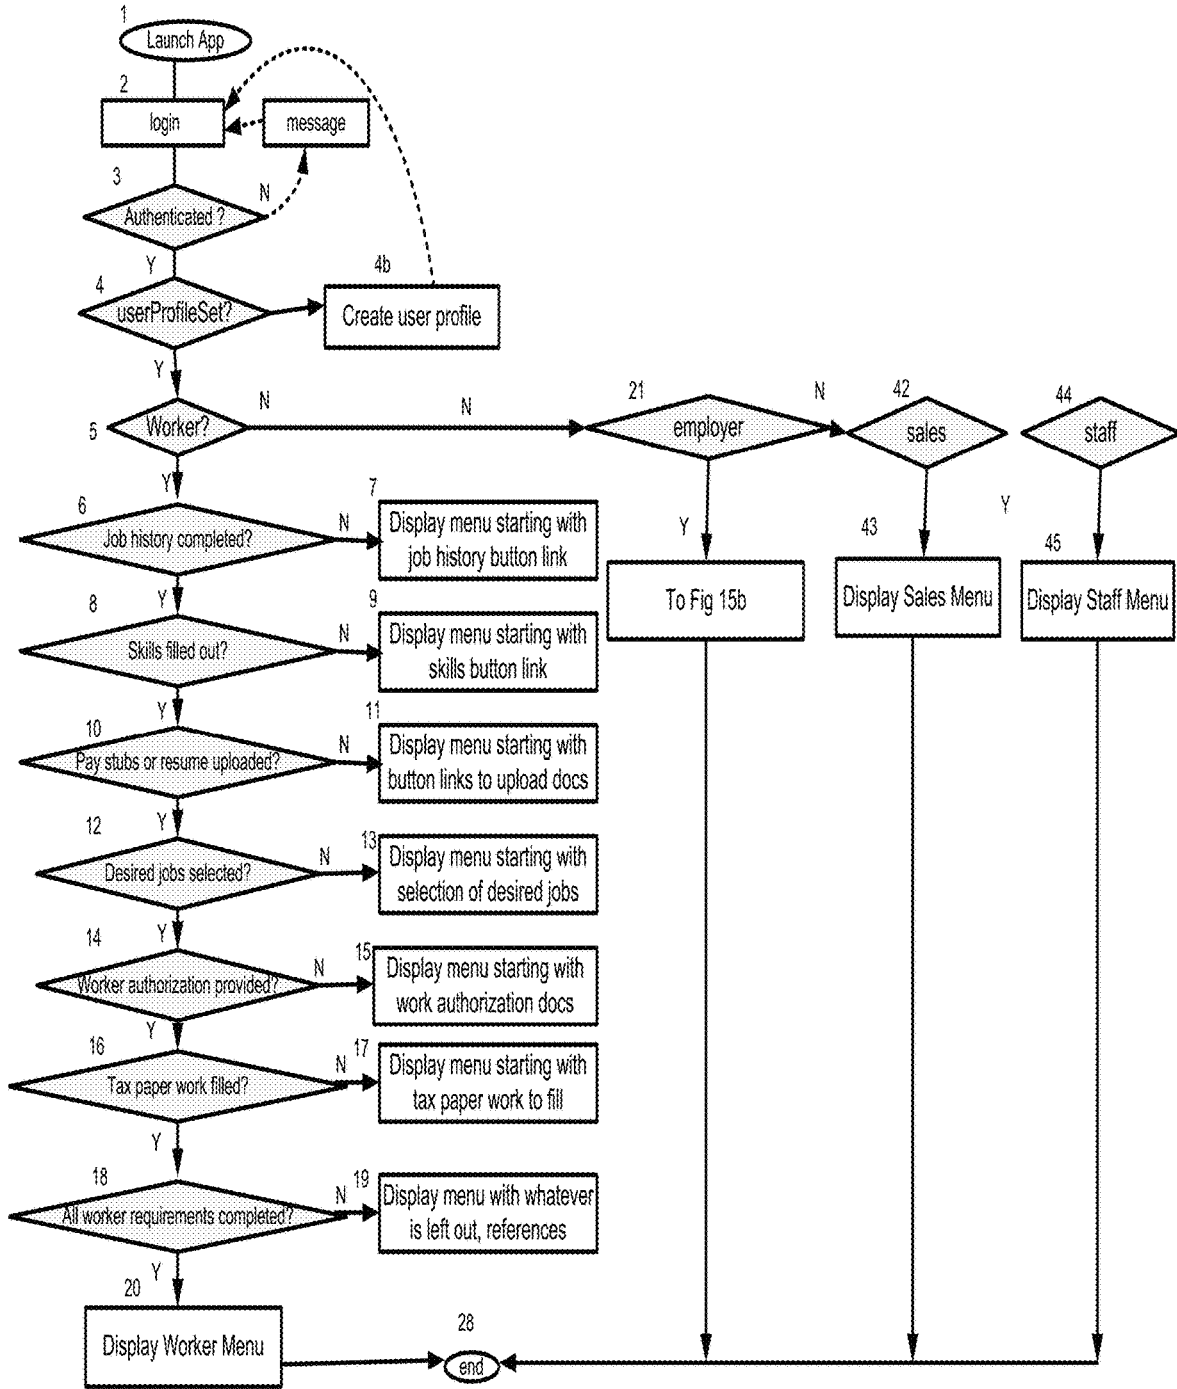 1
Launch App
2
login
message
3
N
Authenticated ?
Y
4
4b
userProfileSet?
Create user profile
Y
N
N
21
N
42
44
5
Worker?
employer
sales
staff
Y
6
7
Job history completed?
N
Display menu starting with
job history button link
Y
Y
43
45
To Fig 15b
Display Sales Menu
Display Staff Menu
Y
8
9
Skills filled out?
N
Display menu starting with
skills button link
Y
10
11
Pay stubs or resume uploaded?
N
Display menu starting with
button links to upload docs
Y
12
13
Desired jobs selected?
N
Display menu starting with
selection of desired jobs
Y
14
15
Worker authorization provided?
N
Display menu starting with
work authorization docs
Y
16
17
Tax paper work filled?
N
Display menu starting with
tax paper work to fill
Y
18
19
All worker requirements completed?
N
Display menu with whatever
is left out, references
Y
20
Display Worker Menu
28
end